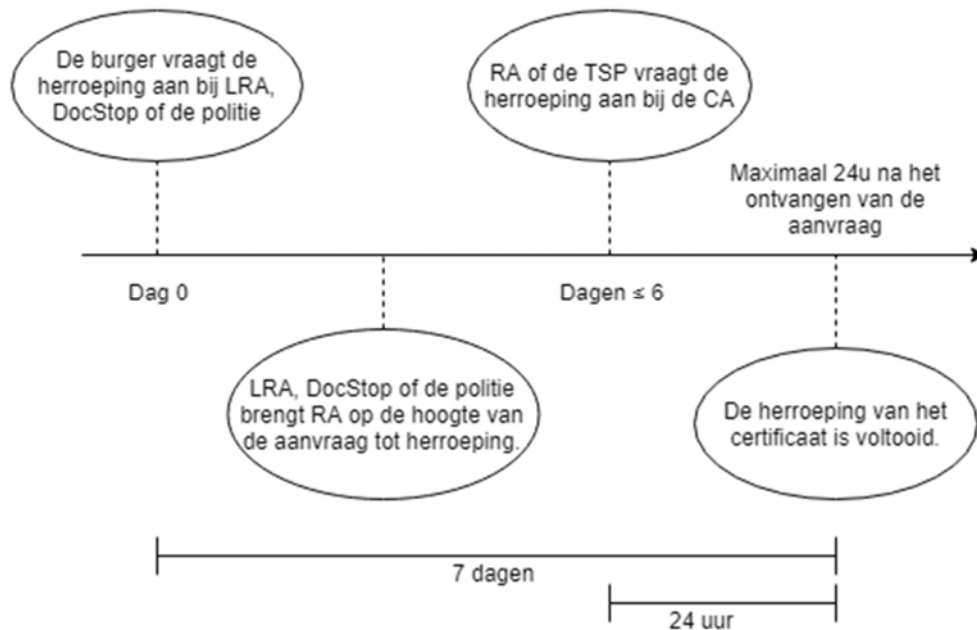 De burger vraagt de
herroeping aan bij LRA,
DocStop of de politie
RA of de TSP vraagt de
herroeping aan bij de CA
Maximaal 24u na het
ontvangen van de
aanvraag
Dag 0
Dagen ≤ 6
LRA, DocStop of de politie
brengt RA op de hoogte van
de aanvraag tot herroeping.
De herroeping van het
certificaat is voltooid.
7 dagen
24 uur